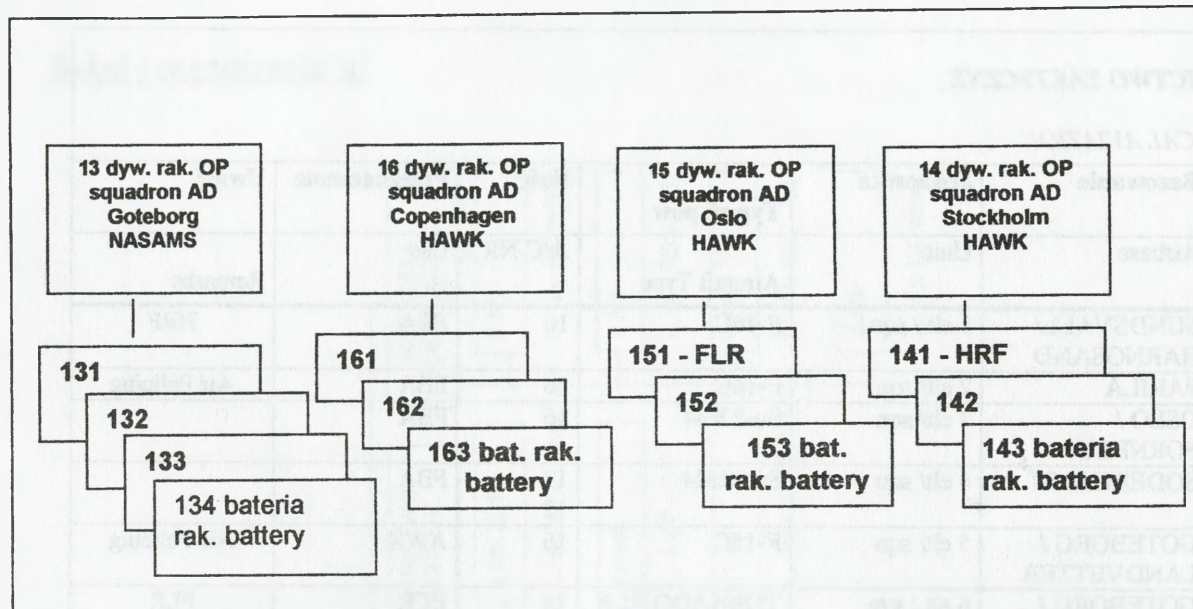 13 dyw. rak. OP
squadron AD
Goteborg
NASAMS
16 dyw. rak. OP
squadron AD
Copenhagen
HAWK
15 dyw. rak. OP
squadron AD
Oslo
HAWK
14 dyw. rak. OP
squadron AD
Stockholm
HAWK
131
132
133
134 bateria
rak. battery
161
162
163 bat. rak.
battery
151 - FLR
152
153 bat.
rak. battery
141 - HRF
142
143 bateria
rak. battery